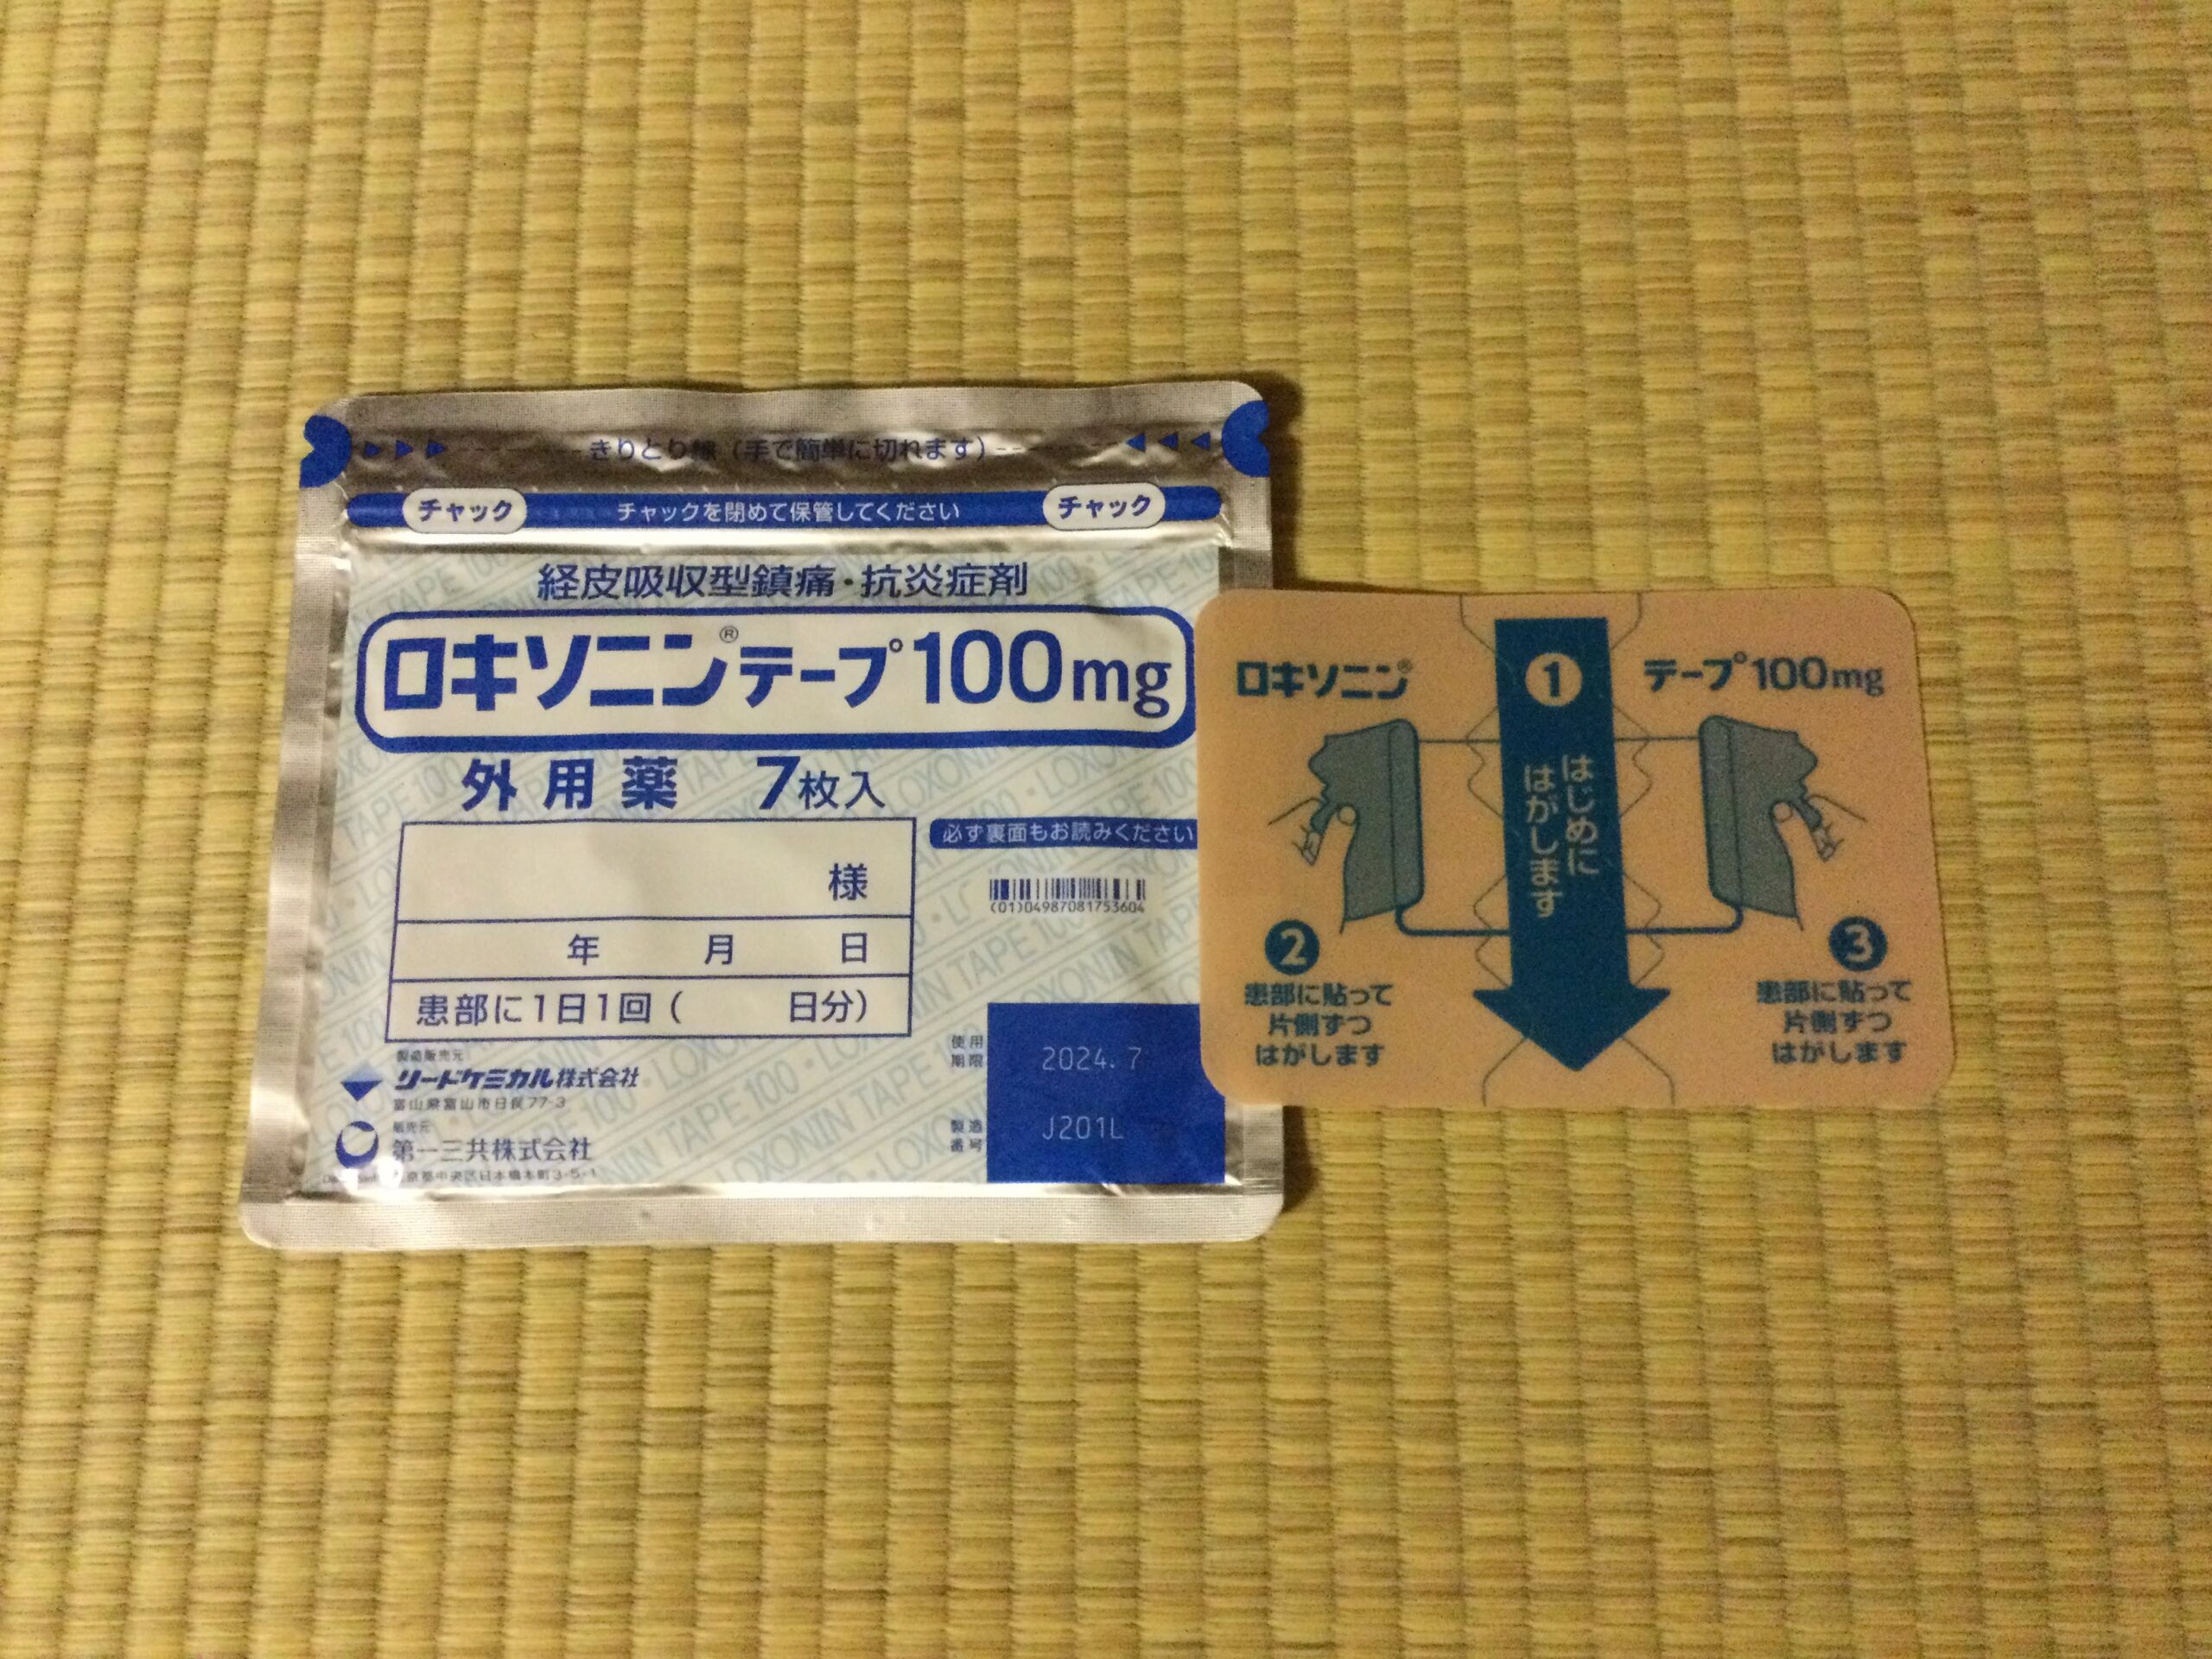 きりとり線（手で簡単に切れます）
チャック チャックを閉めて保管してください チャック
経皮吸収型鎮痛・抗炎症剤
ロキソニン®テープ100mg
外用薬 7枚入
必ず裏面もお読みください
様
(01)04987081753604
年 月 日
患部に1日1回（ 日分）
製造販売元
リードケミカル株式会社
富山県富山市日俣77-3
販売元
第一三共株式会社
東京都中央区日本橋本町3-5-1
使用期限 2024.7
製造番号 J201L
ロキソニン® テープ100mg
1
はじめに
はがします
2
患部に貼って
片側ずつ
はがします
3
患部に貼って
片側ずつ
はがします